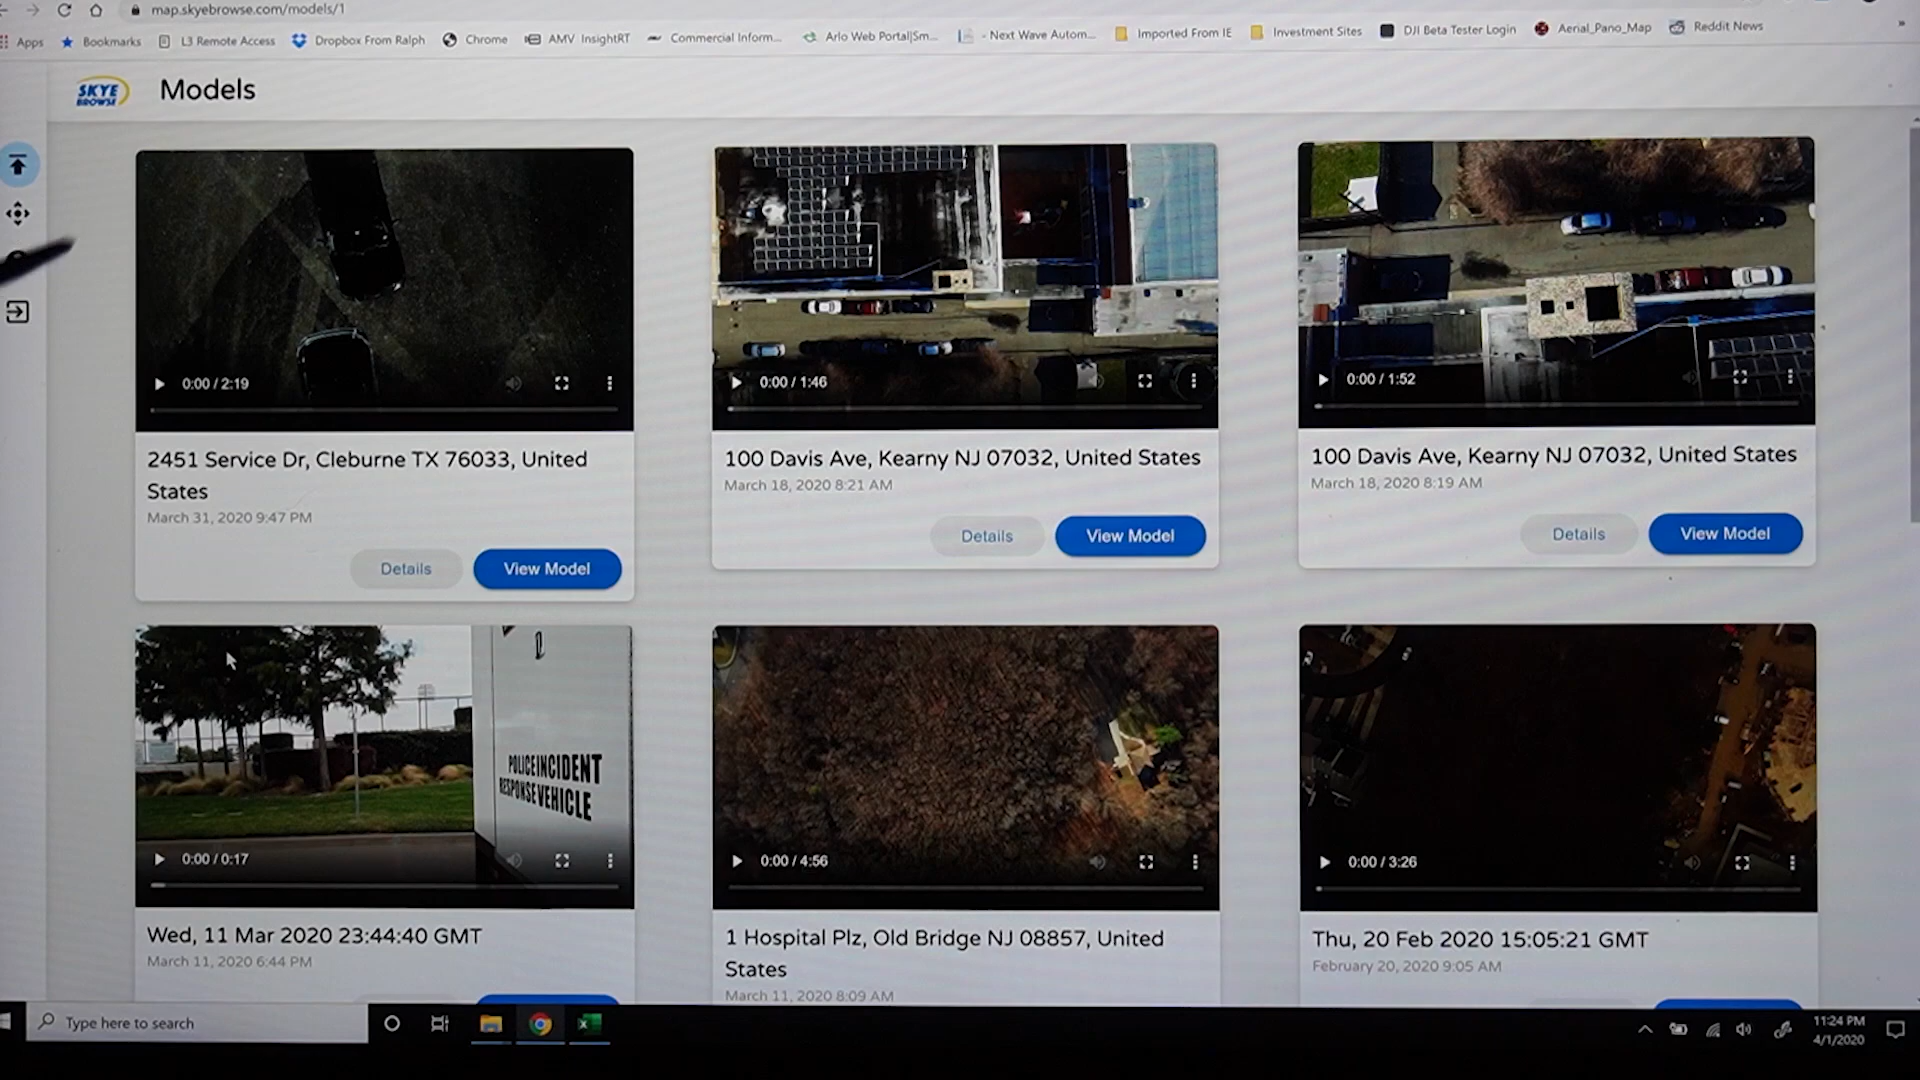 map.skyebrowse.com/models/1
Apps
Bookmarks
L3 Remote Access
Dropbox From Ralph
Chrome
AMV InsightRT
Commercial Inform...
Arlo Web Portal|Sm...
- Next Wave Autom...
Imported From IE
Investment Sites
DJI Beta Tester Login
Aerial_Pano_Map
Reddit News
»
SKYE
BROWSE
Models
0:00 / 2:19
0:00 / 1:46
0:00 / 1:52
2451 Service Dr, Cleburne TX 76033, United
States
March 31, 2020 9:47 PM
Details
View Model
100 Davis Ave, Kearny NJ 07032, United States
March 18, 2020 8:21 AM
Details
View Model
100 Davis Ave, Kearny NJ 07032, United States
March 18, 2020 8:19 AM
Details
View Model
POLICE INCIDENT
RESPONSE VEHICLE
0:00 / 0:17
0:00 / 4:56
0:00 / 3:26
Wed, 11 Mar 2020 23:44:40 GMT
March 11, 2020 6:44 PM
1 Hospital Plz, Old Bridge NJ 08857, United
States
March 11, 2020 8:09 AM
Thu, 20 Feb 2020 15:05:21 GMT
February 20, 2020 9:05 AM
Type here to search
11:24 PM
4/1/2020